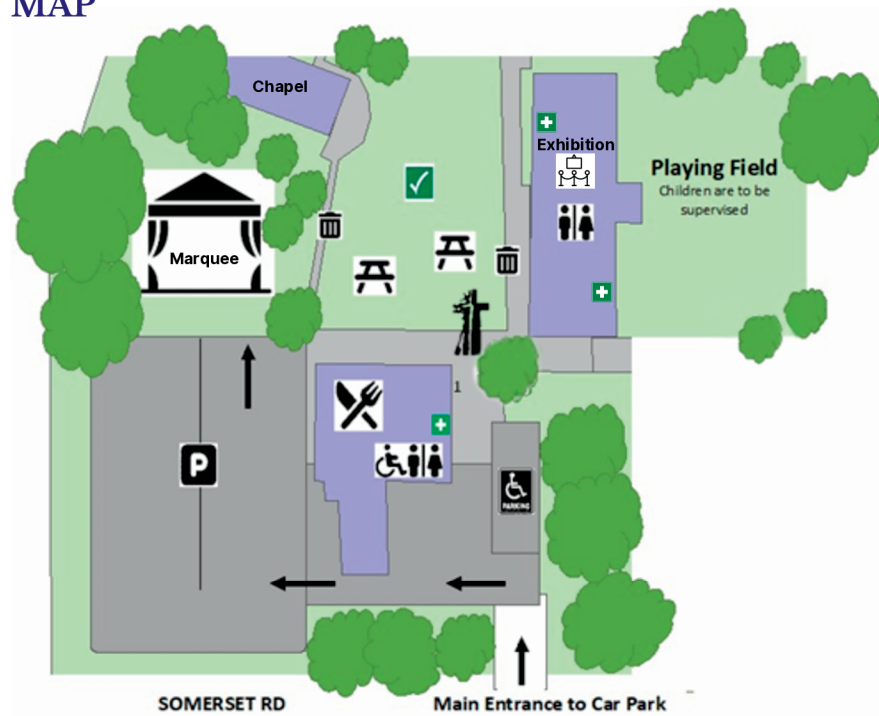 MAP
Chapel
Exhibition
Playing Field
Children are to be
supervised
Marquee
1
P
PARKING
SOMERSET RD
Main Entrance to Car Park